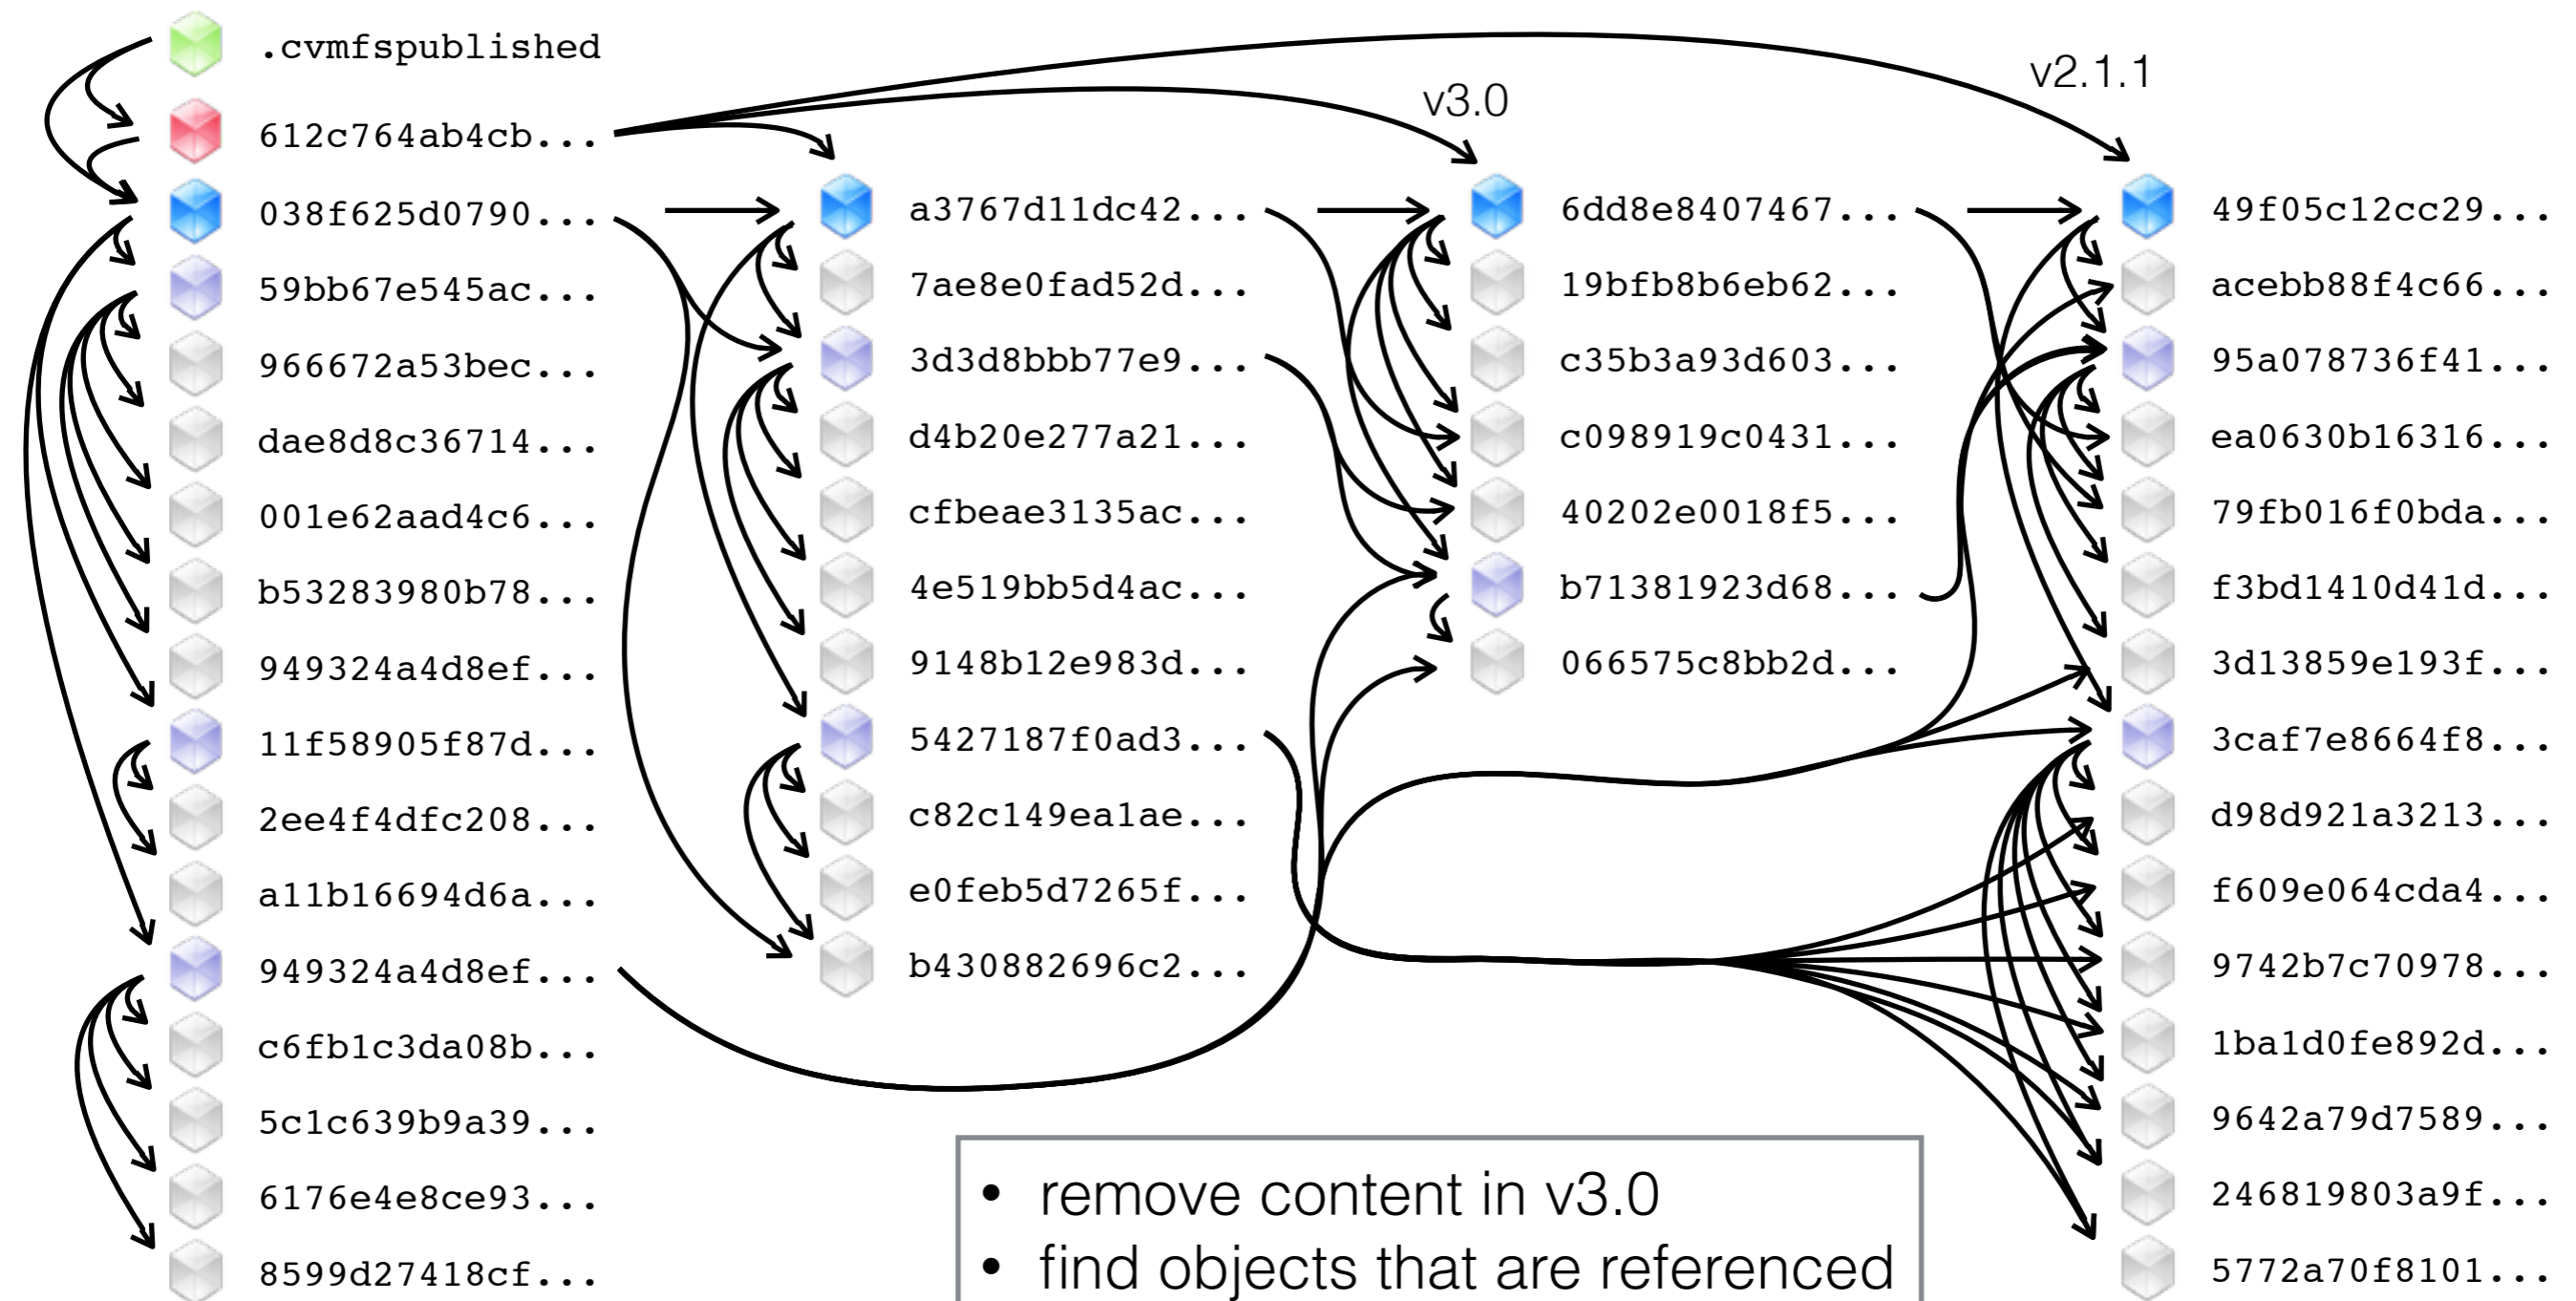 .cvmfspublished
612c764ab4cb...
038f625d0790...
59bb67e545ac...
966672a53bec...
dae8d8c36714...
001e62aad4c6...
b53283980b78...
949324a4d8ef...
11f58905f87d...
2ee4f4dfc208...
a11b16694d6a...
949324a4d8ef...
c6fb1c3da08b...
5c1c639b9a39...
6176e4e8ce93...
8599d27418cf...
a3767d11dc42...
7ae8e0fad52d...
3d3d8bbb77e9...
d4b20e277a21...
cfbeae3135ac...
4e519bb5d4ac...
9148b12e983d...
5427187f0ad3...
c82c149ea1ae...
e0feb5d7265f...
b430882696c2...
v3.0
6dd8e8407467...
19bfb8b6eb62...
c35b3a93d603...
c098919c0431...
40202e0018f5...
b71381923d68...
066575c8bb2d...
v2.1.1
49f05c12cc29...
acebb88f4c66...
95a078736f41...
ea0630b16316...
79fb016f0bda...
f3bd1410d41d...
3d13859e193f...
3caf7e8664f8...
d98d921a3213...
f609e064cda4...
9742b7c70978...
1ba1d0fe892d...
9642a79d7589...
246819803a9f...
5772a70f8101...
• remove content in v3.0
• find objects that are referenced